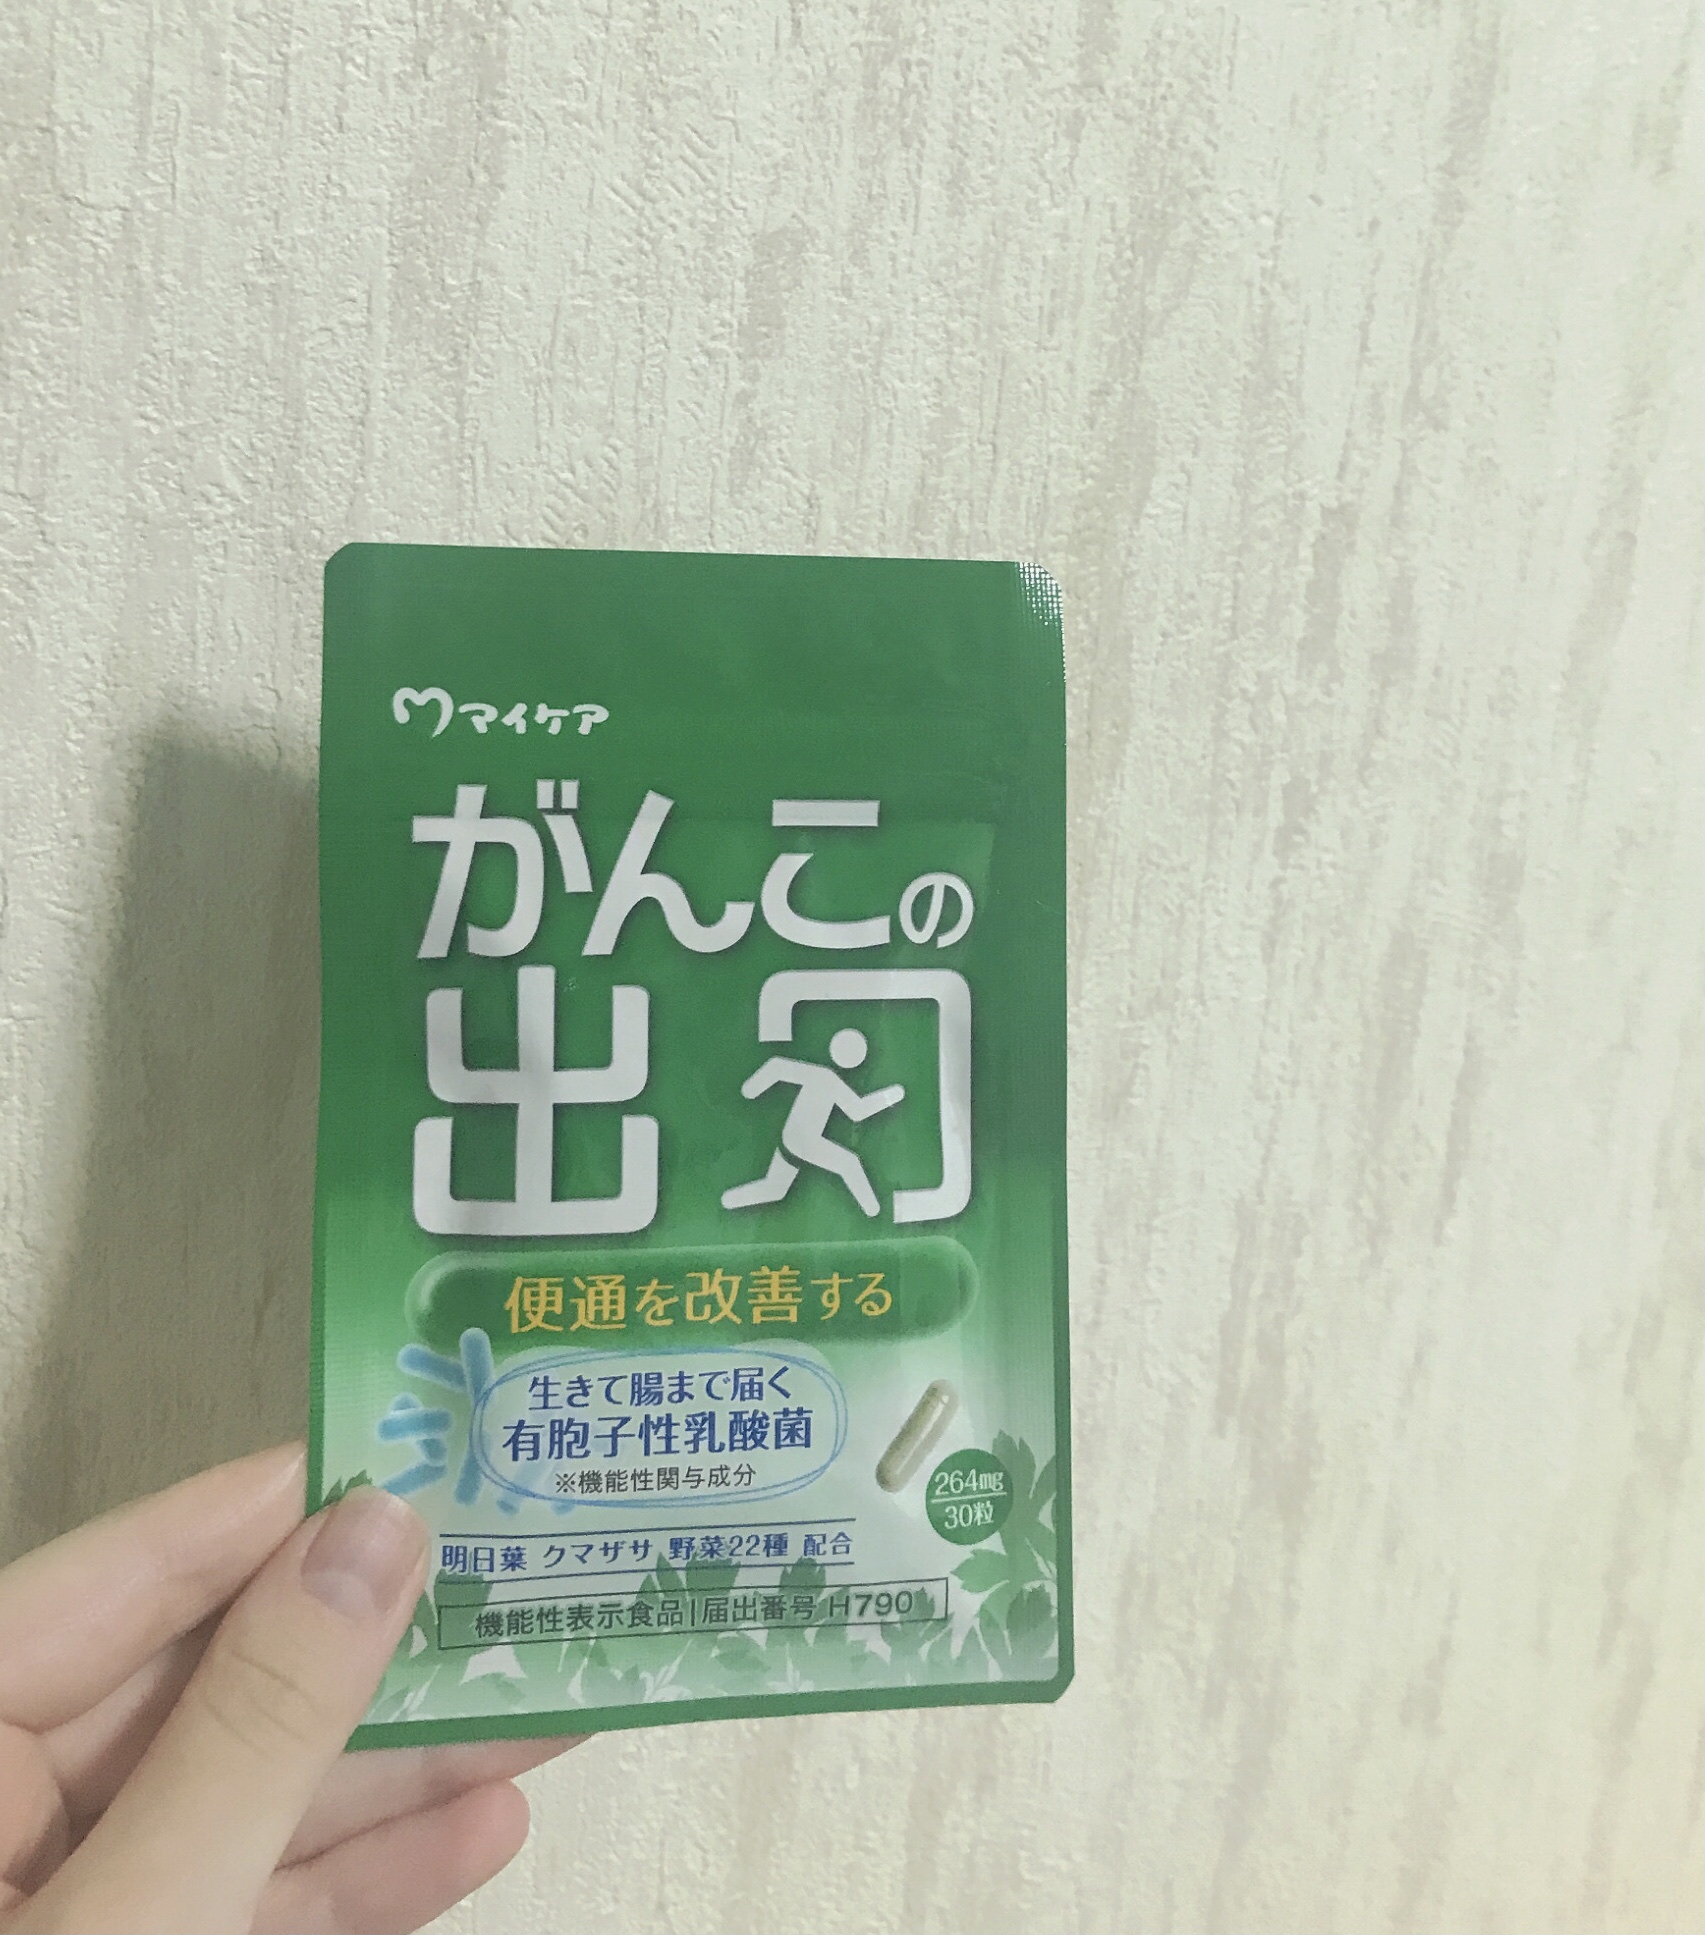 マイケア
がんこの
出口
便通を改善する
生きて腸まで届く
有胞子性乳酸菌
※機能性関与成分
264mg
30粒
明日葉 クマザサ 野菜22種 配合
機能性表示食品|届出番号 H790